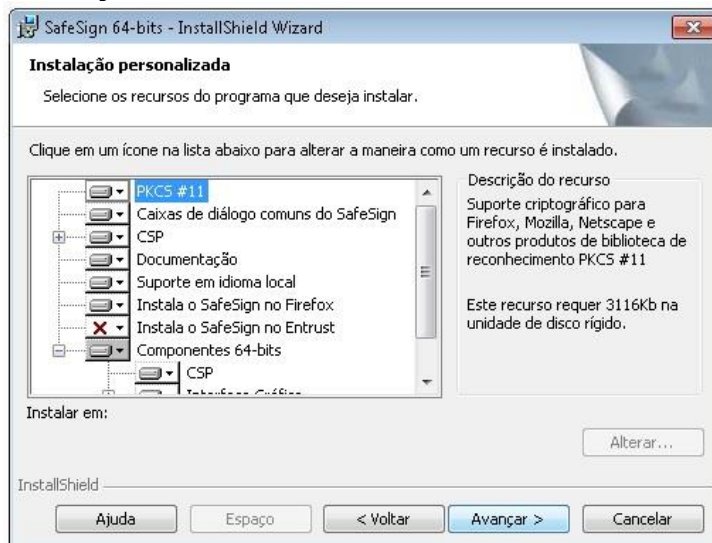 SafeSign 64-bits - InstallShield Wizard
Instalação personalizada
Selecione os recursos do programa que deseja instalar.
Clique em um ícone na lista abaixo para alterar a maneira como um recurso é instalado.
PKCS #11
Caixas de diálogo comuns do SafeSign
CSP
Documentação
Suporte em idioma local
Instala o SafeSign no Firefox
Instala o SafeSign no Entrust
Componentes 64-bits
CSP
Interface Gráfica
Descrição do recurso
Suporte criptográfico para
Firefox, Mozilla, Netscape e
outros produtos de biblioteca de
reconhecimento PKCS #11
Este recurso requer 3116Kb na
unidade de disco rígido.
Instalar em:
Alterar...
InstallShield
Ajuda
Espaço
< Voltar
Avançar >
Cancelar